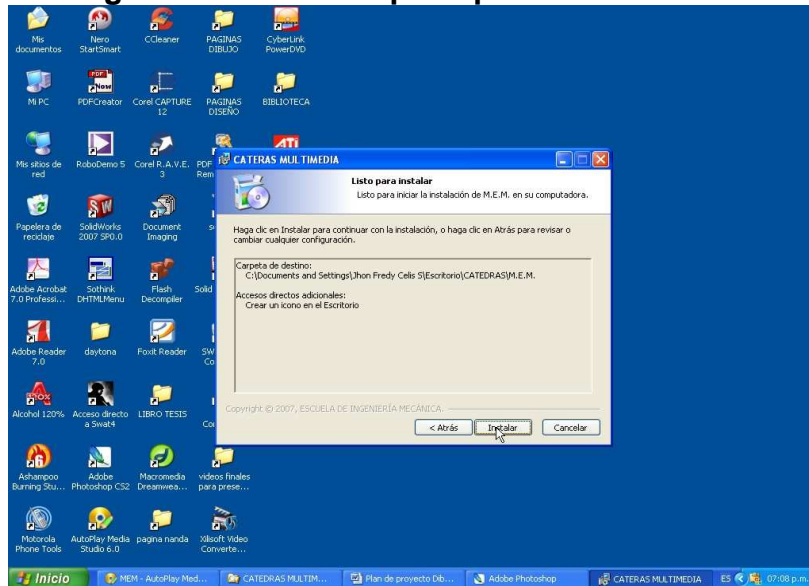 Mis documentos
Nero StartSmart
CCleaner
PAGINAS DIBUJO
CyberLink PowerDVD
Mi PC
PDFCreator
Corel CAPTURE 12
PAGINAS DISEÑO
BIBLIOTECA
Mis sitios de red
RoboDemo 5
Corel R.A.V.E. 3
PDF
Rem
ATI
Papelera de reciclaje
SolidWorks 2007 SP0.0
Document Imaging
Adobe Acrobat 7.0 Professi...
Sothink DHTMLMenu
Flash Decompiler
Solid
Adobe Reader 7.0
daytona
Foxit Reader
SW
Co
Alcohol 120%
Acceso directo a Swat4
LIBRO TESIS
Ashampoo Burning Stu...
Adobe Photoshop CS2
Macromedia Dreamwea...
videos finales para prese...
Motorola Phone Tools
AutoPlay Media Studio 6.0
pagina nanda
Xilisoft Video Converte...
CATERAS MULTIMEDIA
Listo para instalar
Listo para iniciar la instalación de M.E.M. en su computadora.
Haga clic en Instalar para continuar con la instalación, o haga clic en Atrás para revisar o
cambiar cualquier configuración.
Carpeta de destino:
C:\Documents and Settings\Jhon Fredy Celis S\Escritorio\CATEDRAS\M.E.M.
Accesos directos adicionales:
Crear un icono en el Escritorio
Copyright © 2007, ESCUELA DE INGENIERÍA MECÁNICA.
< Atrás
Instalar
Cancelar
Inicio
MEM - AutoPlay Med...
CATEDRAS MULTIM...
Plan de proyecto Dib...
Adobe Photoshop
CATERAS MULTIMEDIA
ES
07:08 p.m.